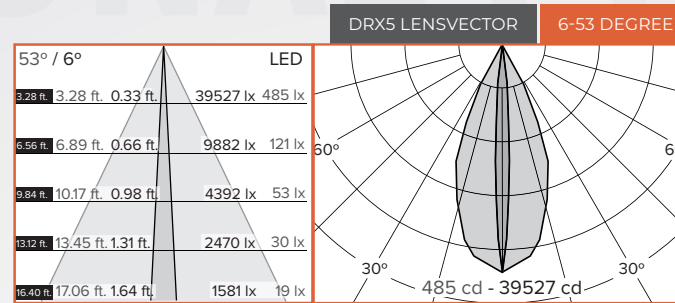 DRX5 LENSVECTOR 6-53 DEGREE
53° / 6° LED
3.28 ft. 3.28 ft. 0.33 ft. 39527 lx 485 lx
6.56 ft. 6.89 ft. 0.66 ft. 9882 lx 121 lx
9.84 ft. 10.17 ft. 0.98 ft. 4392 lx 53 lx
13.12 ft. 13.45 ft. 1.31 ft. 2470 lx 30 lx
16.40 ft. 17.06 ft. 1.64 ft. 1581 lx 19 lx
60° 6
30° 30°
485 cd - 39527 cd